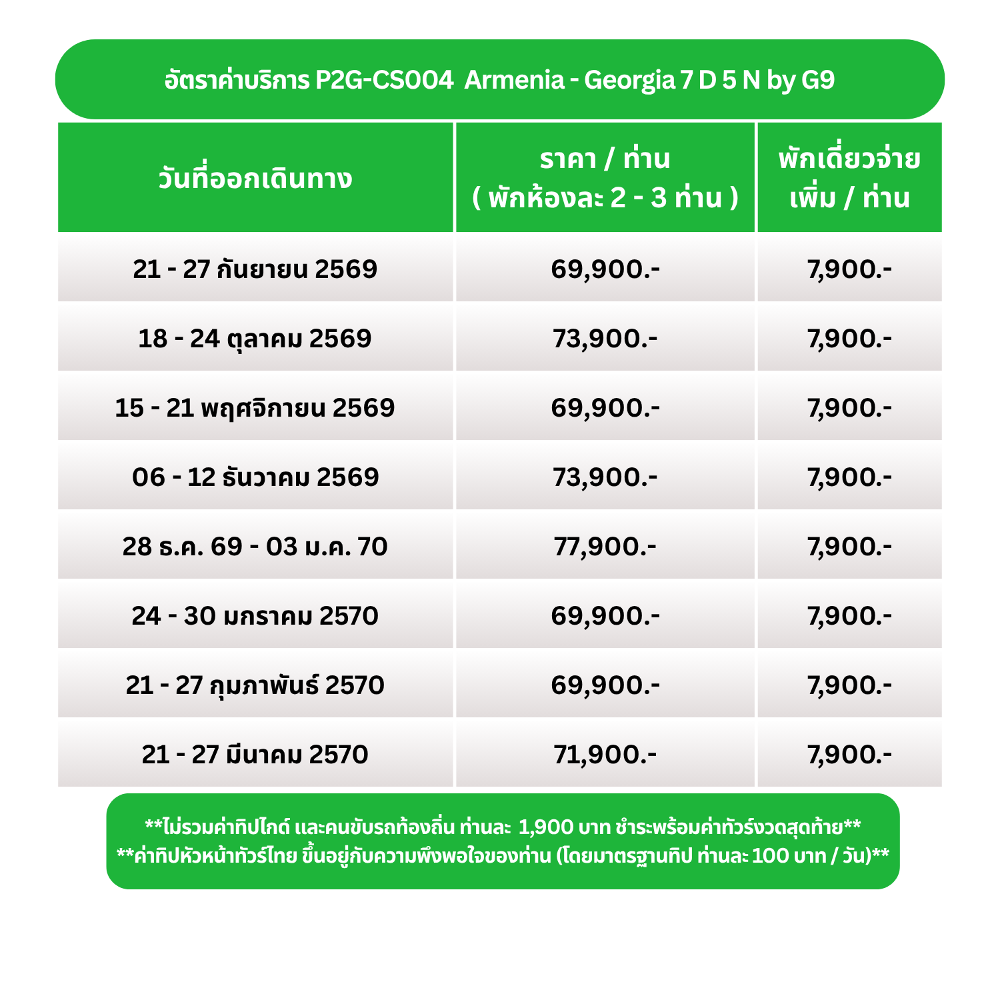 อัตราค่าบริการ P2G-CS004 Armenia - Georgia 7 D 5 N by G9
วันที่ออกเดินทาง
ราคา / ท่าน
( พักห้องละ 2 - 3 ท่าน )
พักเดี่ยวจ่าย
เพิ่ม / ท่าน
21 - 27 กันยายน 2569 69,900.- 7,900.-
18 - 24 ตุลาคม 2569 73,900.- 7,900.-
15 - 21 พฤศจิกายน 2569 69,900.- 7,900.-
06 - 12 ธันวาคม 2569 73,900.- 7,900.-
28 ธ.ค. 69 - 03 ม.ค. 70 77,900.- 7,900.-
24 - 30 มกราคม 2570 69,900.- 7,900.-
21 - 27 กุมภาพันธ์ 2570 69,900.- 7,900.-
21 - 27 มีนาคม 2570 71,900.- 7,900.-
**ไม่รวมค่าทิปไกด์ และคนขับรถท้องถิ่น ท่านละ 1,900 บาท ชำระพร้อมค่าทัวร์งวดสุดท้าย**
**ค่าทิปหัวหน้าทัวร์ไทย ขึ้นอยู่กับความพึงพอใจของท่าน (โดยมาตรฐานทิป ท่านละ 100 บาท / วัน)**